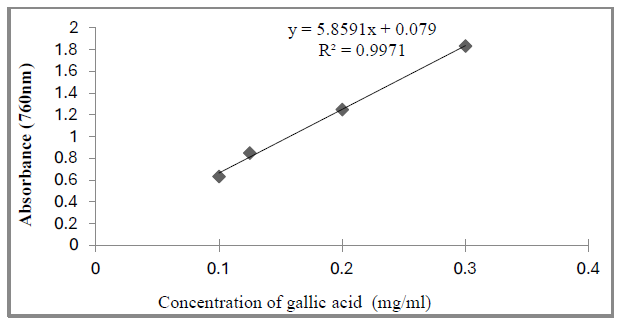 y = 5.8591x + 0.079
R² = 0.9971
2
1.8
1.6
1.4
1.2
1
0.8
0.6
0.4
0.2
0
Absorbance (760nm)
0 0.1 0.2 0.3 0.4
Concentration of gallic acid (mg/ml)